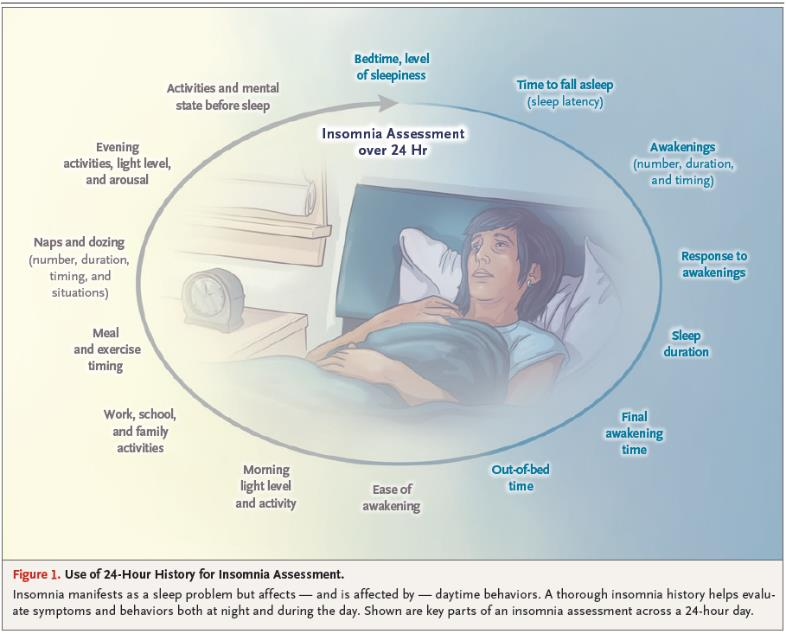 Bedtime, level
of sleepiness
Time to fall asleep
(sleep latency)
Awakenings
(number, duration,
and timing)
Response to
awakenings
Sleep
duration
Final
awakening
time
Out-of-bed
time
Ease of
awakening
Morning
light level
and activity
Work, school,
and family
activities
Meal
and exercise
timing
Naps and dozing
(number, duration,
timing, and
situations)
Evening
activities, light level,
and arousal
Activities and mental
state before sleep
Insomnia Assessment
over 24 Hr
Figure 1. Use of 24-Hour History for Insomnia Assessment.
Insomnia manifests as a sleep problem but affects — and is affected by — daytime behaviors. A thorough insomnia history helps evalu-
ate symptoms and behaviors both at night and during the day. Shown are key parts of an insomnia assessment across a 24-hour day.